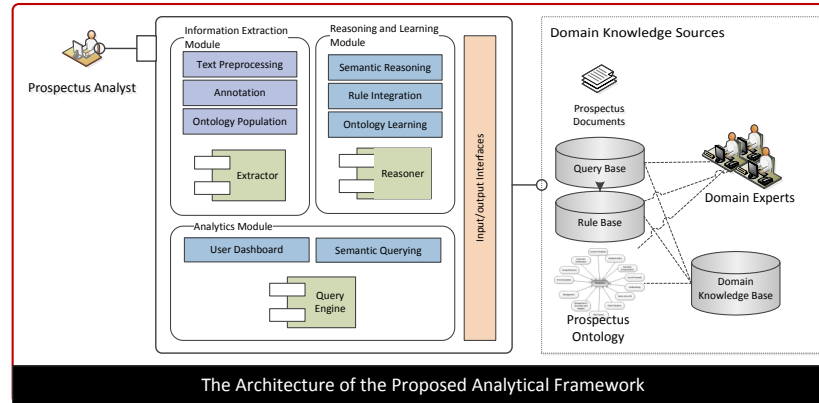 Prospectus Analyst
Information Extraction
Module
Text Preprocessing
Annotation
Ontology Population
Extractor
Reasoning and Learning
Module
Semantic Reasoning
Rule Integration
Ontology Learning
Reasoner
Analytics Module
User Dashboard
Semantic Querying
Query
Engine
Input/output Interfaces
Domain Knowledge Sources
Prospectus
Documents
Query Base
Rule Base
Domain Experts
Prospectus
Ontology
Domain
Knowledge Base
The Architecture of the Proposed Analytical Framework